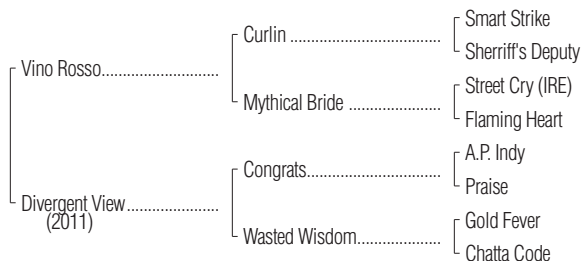 Smart Strike
Curlin
Sherriff's Deputy
Vino Rosso
Street Cry (IRE)
Mythical Bride
Flaming Heart
A.P. Indy
Congrats
Praise
Divergent View
(2011)
Gold Fever
Wasted Wisdom
Chatta Code